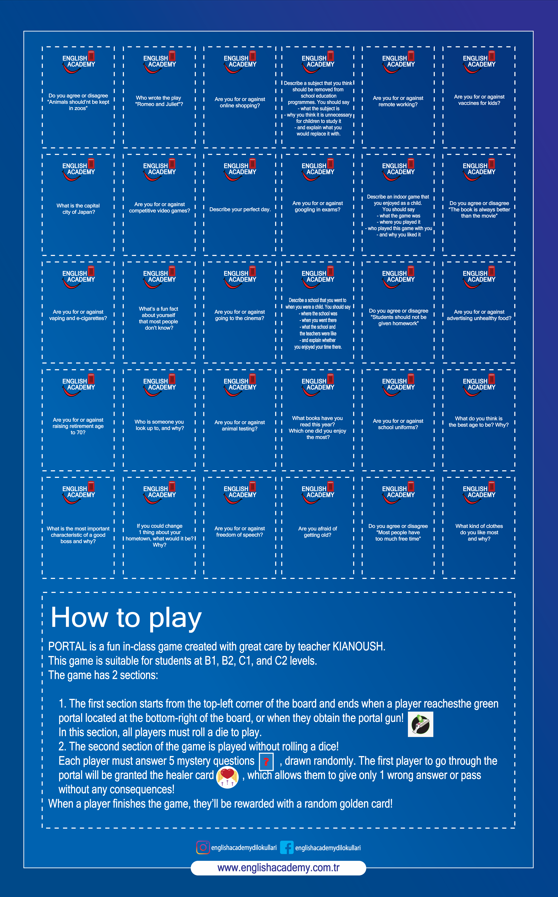 ENGLISH
ACADEMY
Do you agree or disagree
"Animals should'nt be kept
in zoos"
ENGLISH
ACADEMY
Who wrote the play
"Romeo and Juliet"?
ENGLISH
ACADEMY
Are you for or against
online shopping?
ENGLISH
ACADEMY
Describe a subject that you think
should be removed from
school education
programmes. You should say
- what the subject is
- why you think it is unnecessary
for children to study it
- and explain what you
would replace it with.
ENGLISH
ACADEMY
Are you for or against
remote working?
ENGLISH
ACADEMY
Are you for or against
vaccines for kids?
ENGLISH
ACADEMY
What is the capital
city of Japan?
ENGLISH
ACADEMY
Are you for or against
competitive video games?
ENGLISH
ACADEMY
Describe your perfect day.
ENGLISH
ACADEMY
Are you for or against
googling in exams?
ENGLISH
ACADEMY
Describe an indoor game that
you enjoyed as a child.
You should say
- what the game was
- where you played it
- who played this game with you
- and why you liked it
ENGLISH
ACADEMY
Do you agree or disagree
"The book is always better
than the movie"
ENGLISH
ACADEMY
Are you for or against
vaping and e-cigarettes?
ENGLISH
ACADEMY
What's a fun fact
about yourself
that most people
don't know?
ENGLISH
ACADEMY
Are you for or against
going to the cinema?
ENGLISH
ACADEMY
Describe a school that you went to
when you were a child. You should say
- where the school was
- when you went there
- what the school and
the teachers were like
- and explain whether
you enjoyed your time there.
ENGLISH
ACADEMY
Do you agree or disagree
"Students should not be
given homework"
ENGLISH
ACADEMY
Are you for or against
advertising unhealthy food?
ENGLISH
ACADEMY
Are you for or against
raising retirement age
to 70?
ENGLISH
ACADEMY
Who is someone you
look up to, and why?
ENGLISH
ACADEMY
Are you for or against
animal testing?
ENGLISH
ACADEMY
What books have you
read this year?
Which one did you enjoy
the most?
ENGLISH
ACADEMY
Are you for or against
school uniforms?
ENGLISH
ACADEMY
What do you think is
the best age to be? Why?
ENGLISH
ACADEMY
What is the most important
characteristic of a good
boss and why?
ENGLISH
ACADEMY
If you could change
1 thing about your
hometown, what would it be?
Why?
ENGLISH
ACADEMY
Are you for or against
freedom of speech?
ENGLISH
ACADEMY
Are you afraid of
getting old?
ENGLISH
ACADEMY
Do you agree or disagree
"Most people have
too much free time"
ENGLISH
ACADEMY
What kind of clothes
do you like most
and why?
How to play
PORTAL is a fun in-class game created with great care by teacher KIANOUSH.
This game is suitable for students at B1, B2, C1, and C2 levels.
The game has 2 sections:
1. The first section starts from the top-left corner of the board and ends when a player reachesthe green
portal located at the bottom-right of the board, or when they obtain the portal gun!
In this section, all players must roll a die to play.
2. The second section of the game is played without rolling a dice!
Each player must answer 5 mystery questions ? , drawn randomly. The first player to go through the
portal will be granted the healer card , which allows them to give only 1 wrong answer or pass
without any consequences!
When a player finishes the game, they'll be rewarded with a random golden card!
englishacademydilokullari englishacademydilokullari
www.englishacademy.com.tr